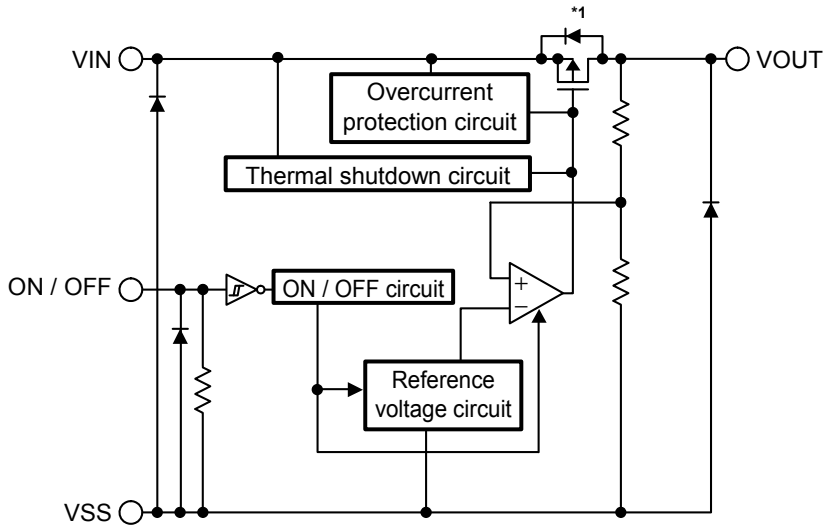 *1
VIN
VOUT
Overcurrent
protection circuit
Thermal shutdown circuit
ON / OFF
ON / OFF circuit
+
−
Reference
voltage circuit
VSS